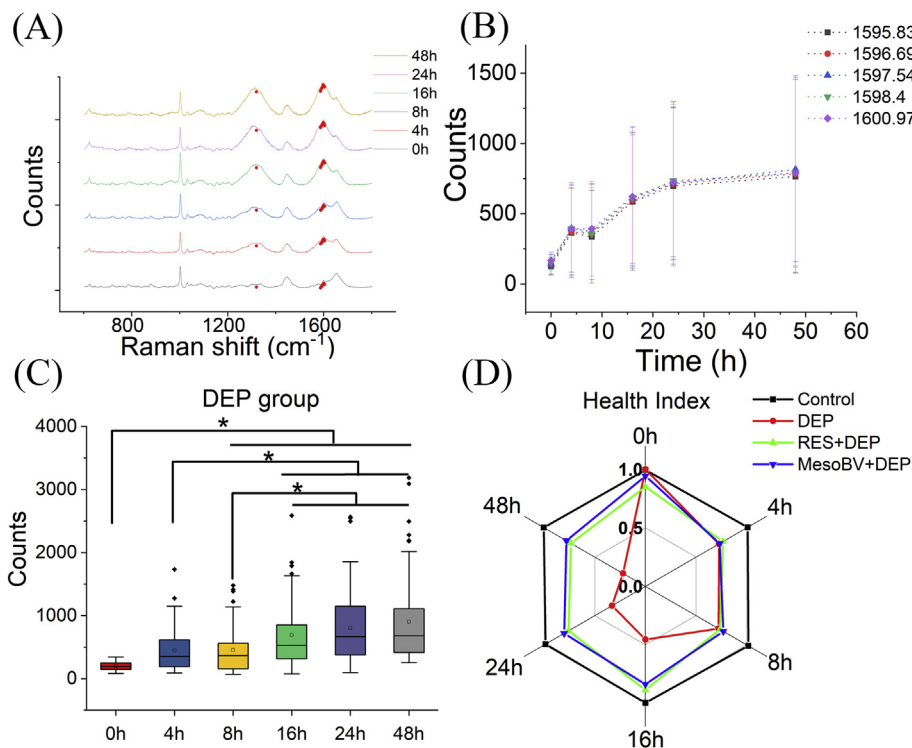 (A)
48h
24h
16h
8h
4h
0h
Counts
800
1200
1600
Raman shift (cm-1)
(B)
1595.83
1596.69
1597.54
1598.4
1600.97
1500
1000
500
0
Counts
0
10
20
30
40
50
60
Time (h)
(C)
DEP group
4000
3000
2000
1000
0
Counts
*
*
*
0h
4h
8h
16h
24h
48h
(D)
Health Index
Control
DEP
RES+DEP
MesoBV+DEP
0h
4h
8h
16h
24h
48h
1.0
0.5
0.0